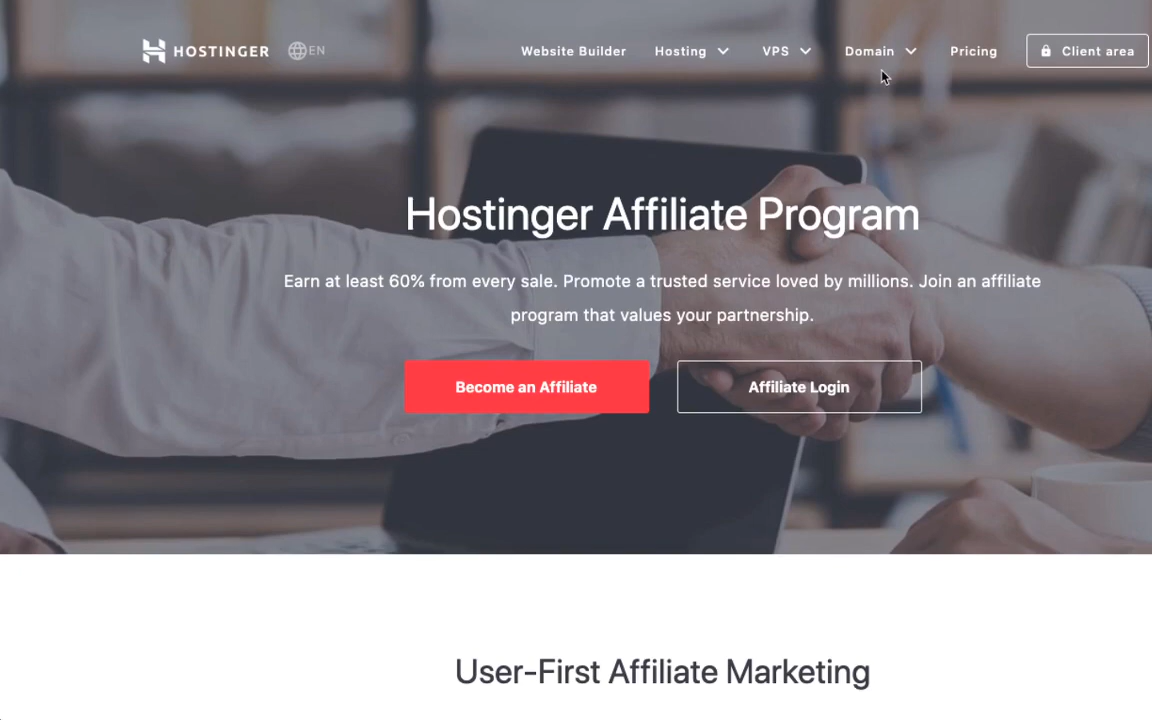 HOSTINGER EN Website Builder Hosting VPS Domain Pricing Client area
Hostinger Affiliate Program
Earn at least 60% from every sale. Promote a trusted service loved by millions. Join an affiliate
program that values your partnership.
Become an Affiliate Affiliate Login
User-First Affiliate Marketing